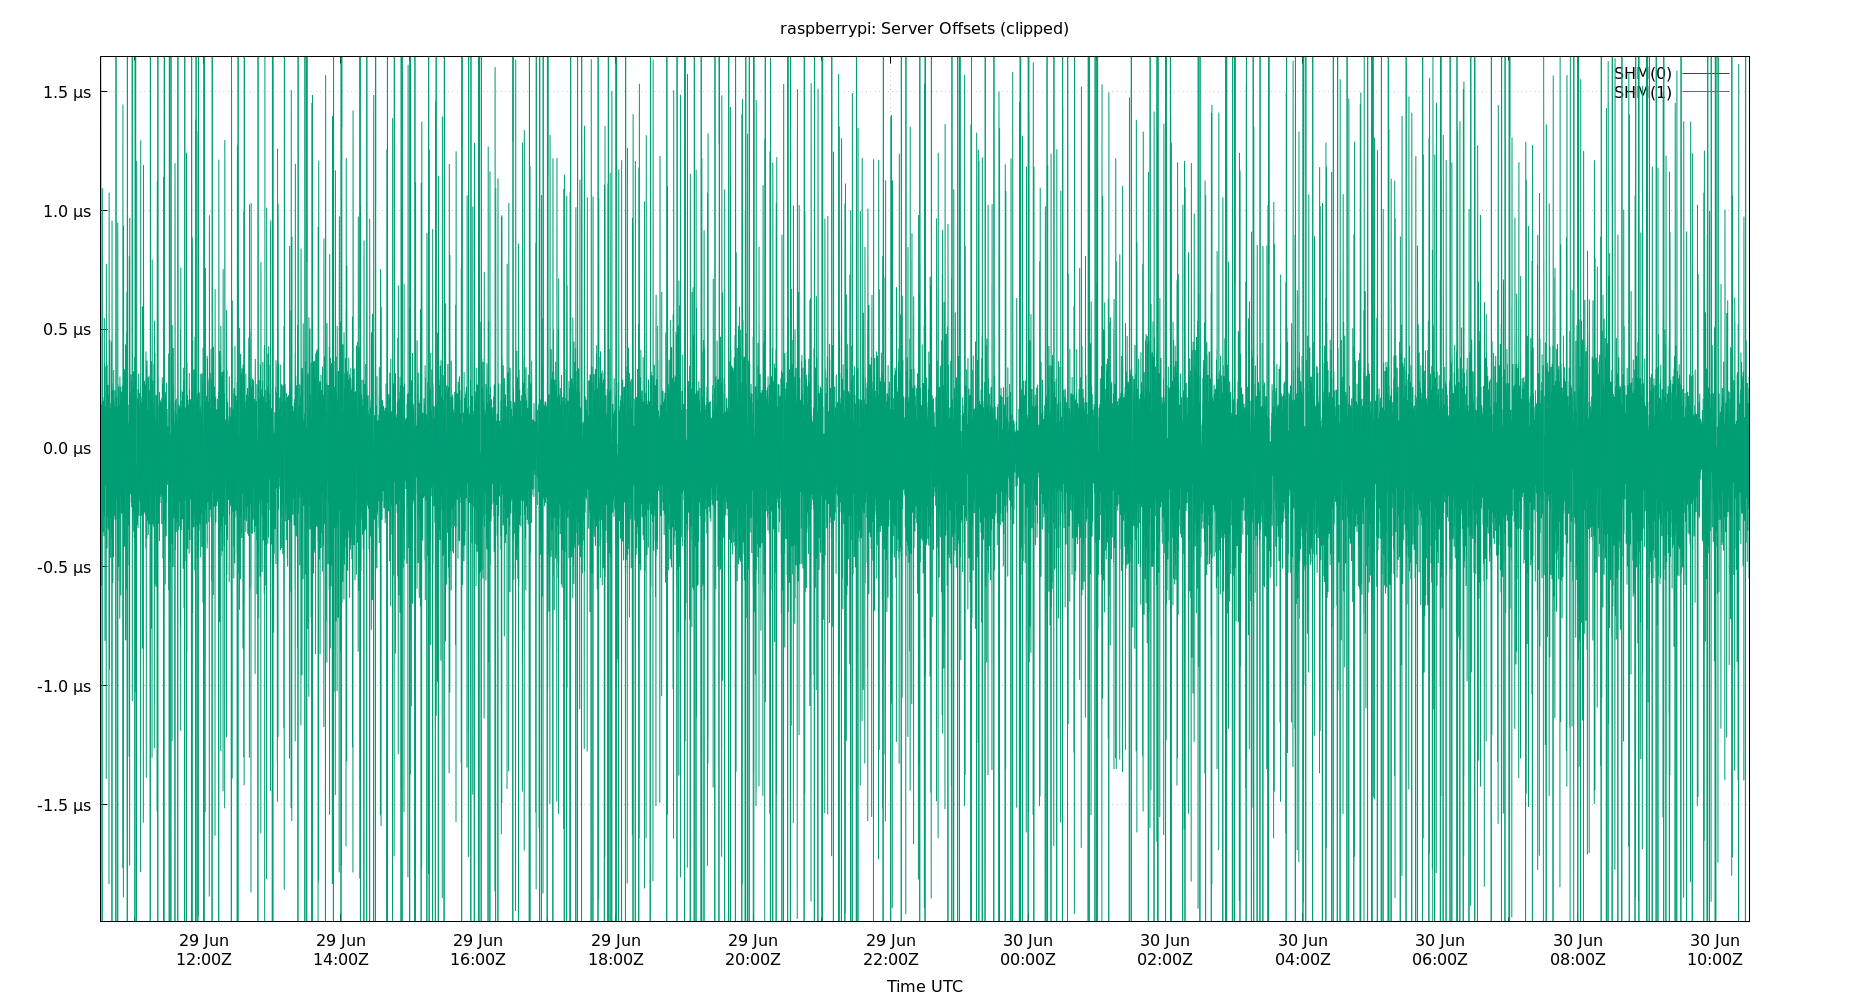 raspberrypi: Server Offsets (clipped)
SHM(0)
SHM(1)
1.5 µs
1.0 µs
0.5 µs
0.0 µs
-0.5 µs
-1.0 µs
-1.5 µs
29 Jun 29 Jun 29 Jun 29 Jun 29 Jun 29 Jun 30 Jun 30 Jun 30 Jun 30 Jun 30 Jun 30 Jun
12:00Z 14:00Z 16:00Z 18:00Z 20:00Z 22:00Z 00:00Z 02:00Z 04:00Z 06:00Z 08:00Z 10:00Z
Time UTC